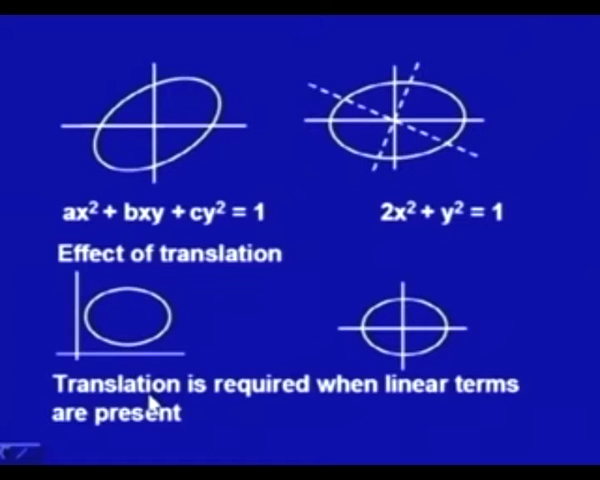 ax² + bxy + cy² = 1
2x² + y² = 1
Effect of translation
Translation is required when linear terms
are present